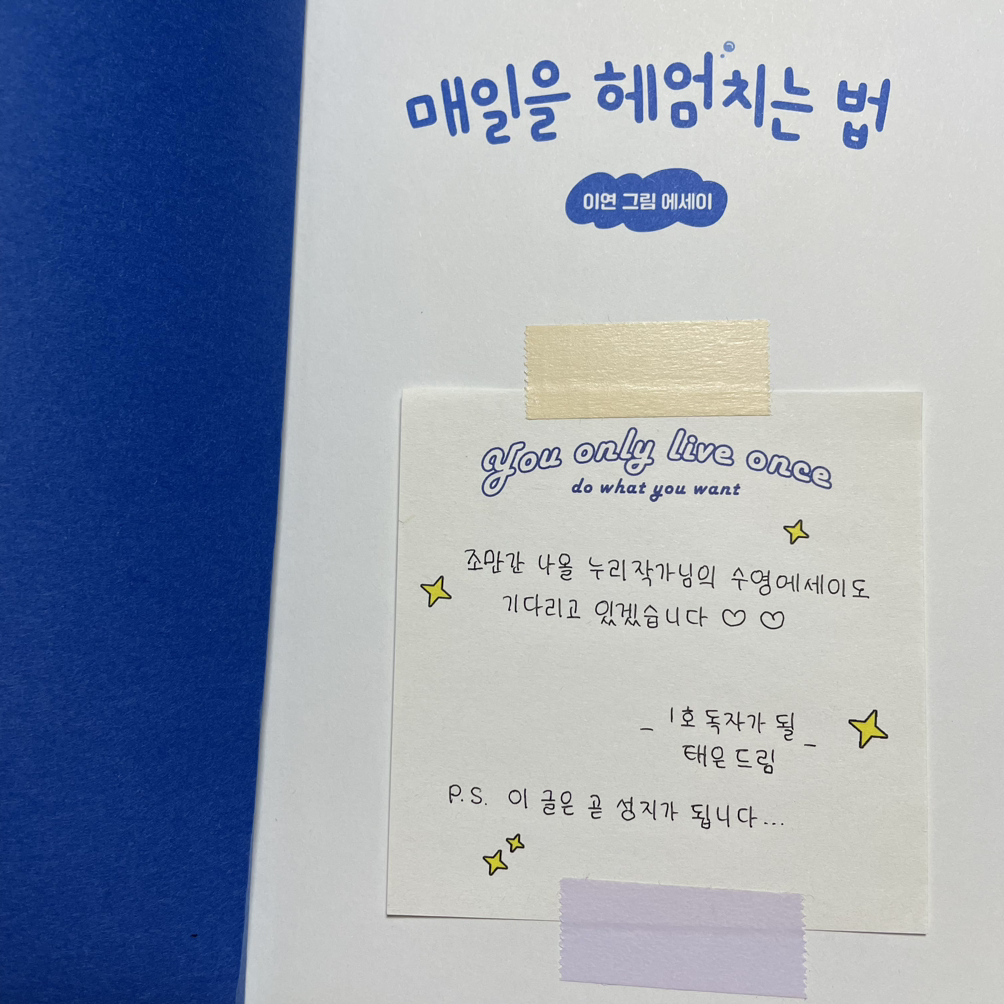 매일을 헤엄치는 법
이연 그림 에세이
You only live once
do what you want
조만간 나올 누리작가님의 수영에세이도
기다리고 있겠습니다 ♡ ♡
_ 1호 독자가 될
태은 드림 _
P.S. 이 글은 곧 성지가 됩니다...